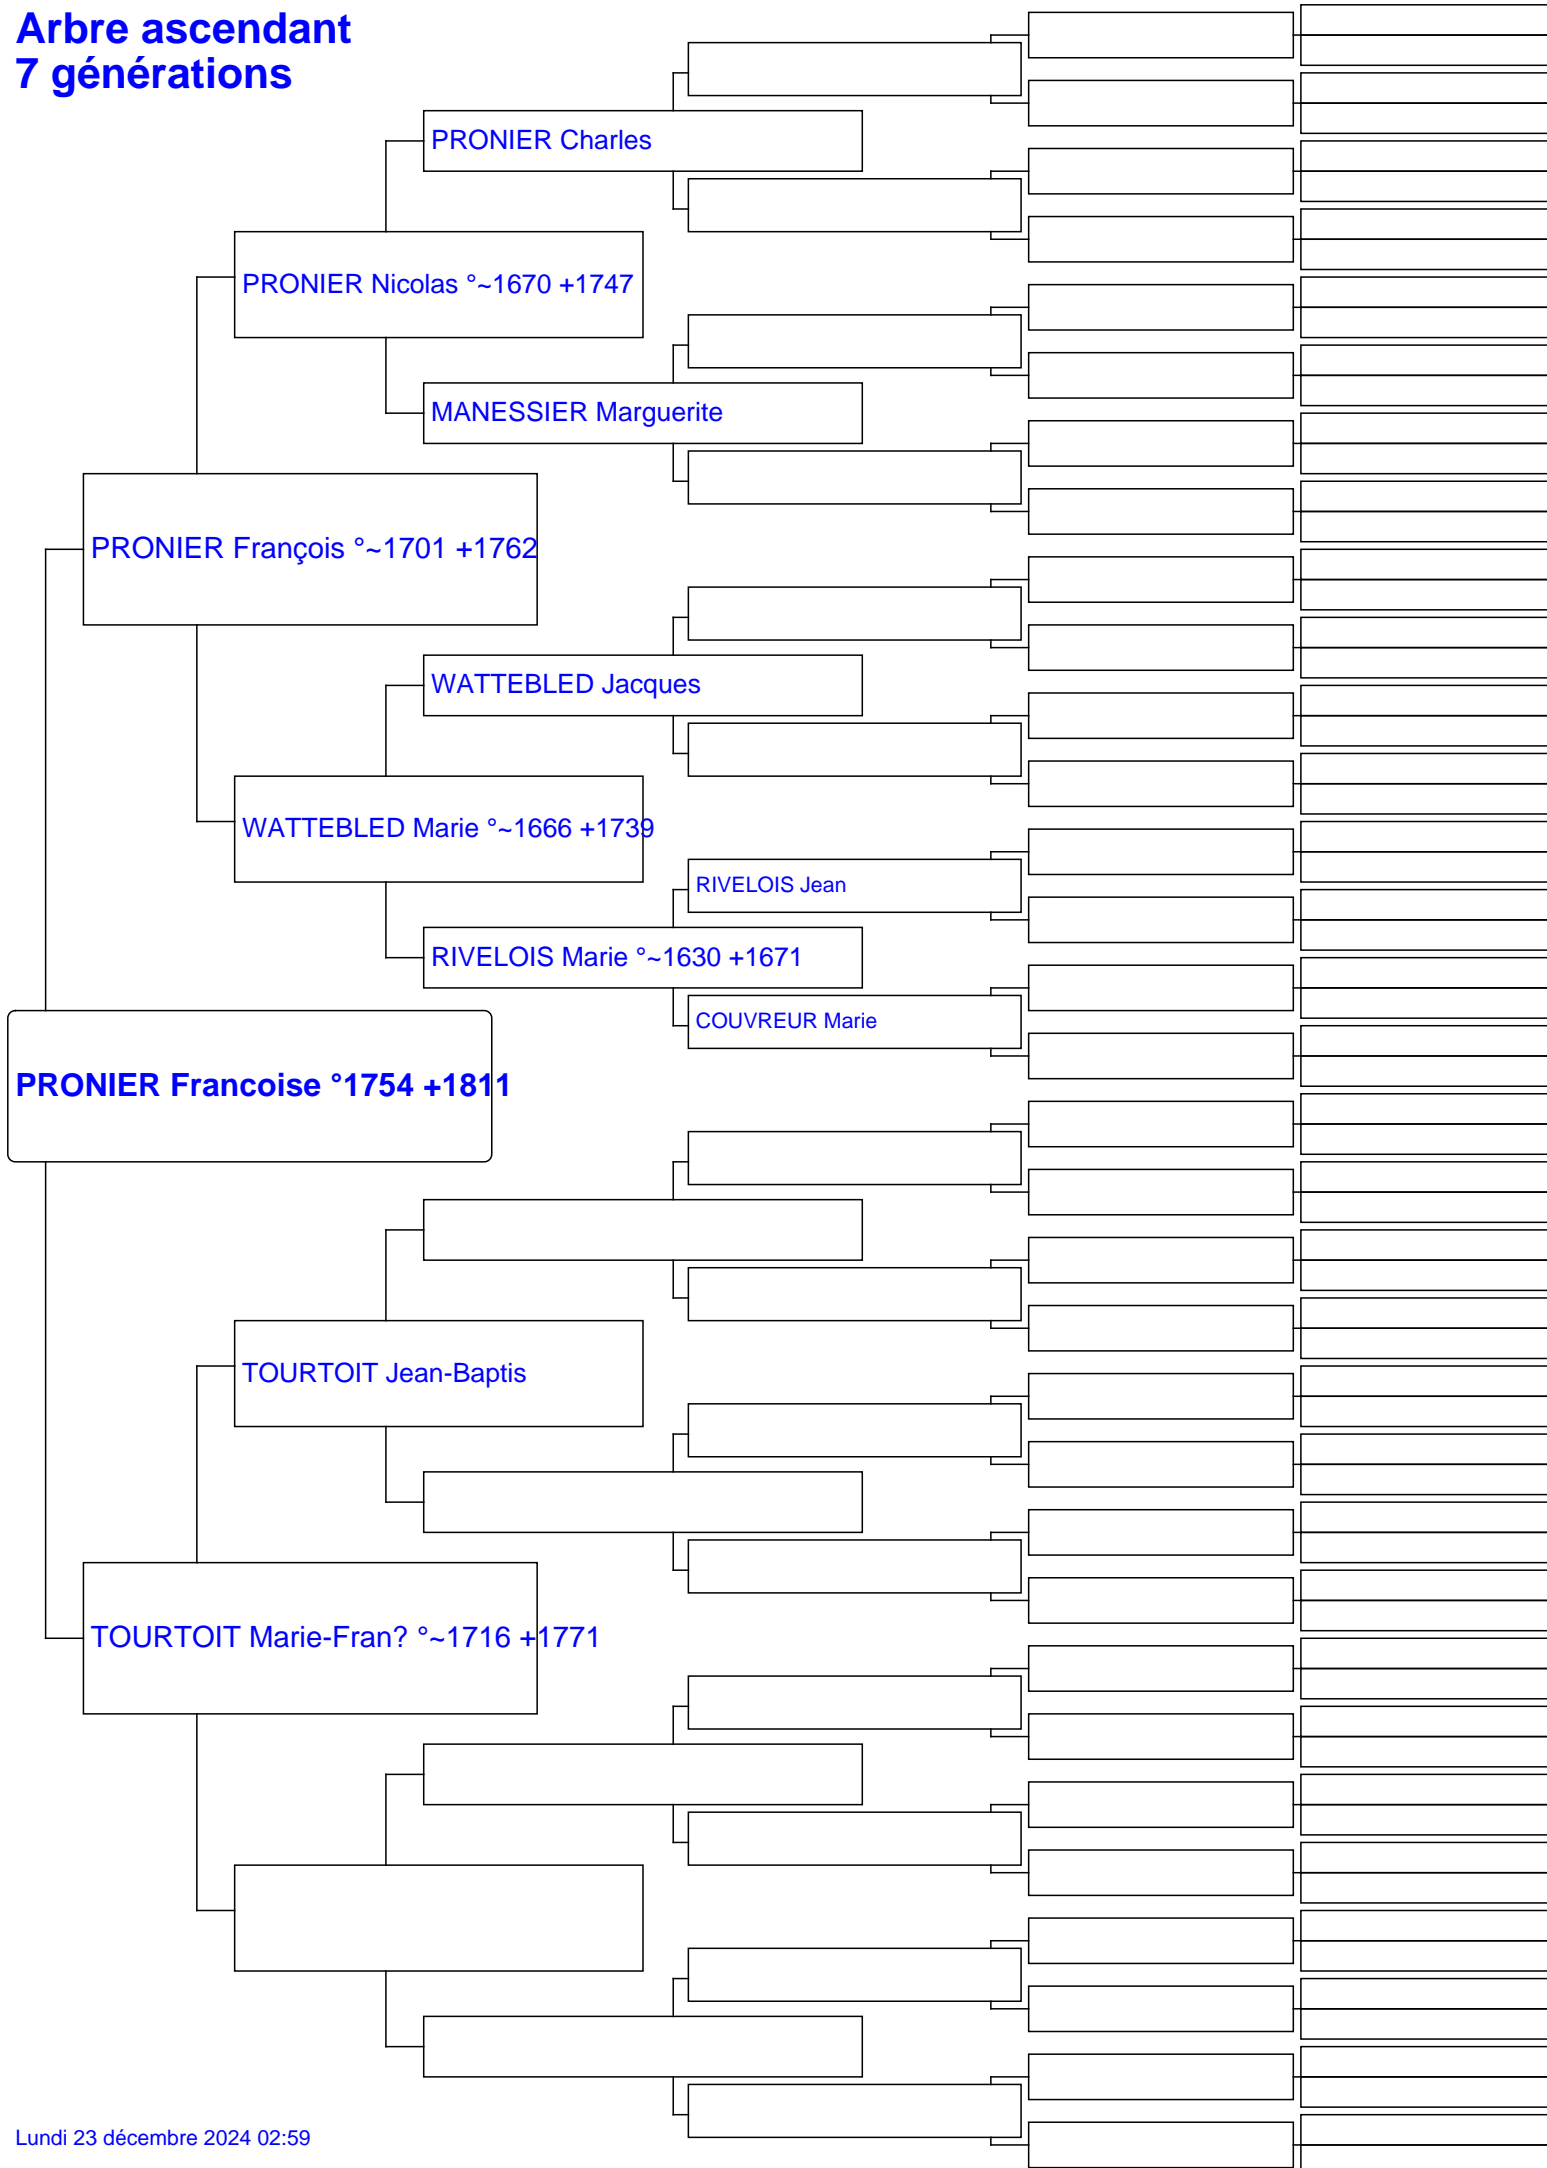 Arbre ascendant
7 générations
PRONIER Charles
PRONIER Nicolas °~1670 +1747
MANESSIER Marguerite
PRONIER François °~1701 +1762
WATTEBLED Jacques
WATTEBLED Marie °~1666 +1739
RIVELOIS Jean
RIVELOIS Marie °~1630 +1671
COUVREUR Marie
PRONIER Francoise °1754 +1811
TOURTOIT Jean-Baptis
TOURTOIT Marie-Fran? °~1716 +1771
Lundi 23 décembre 2024 02:59